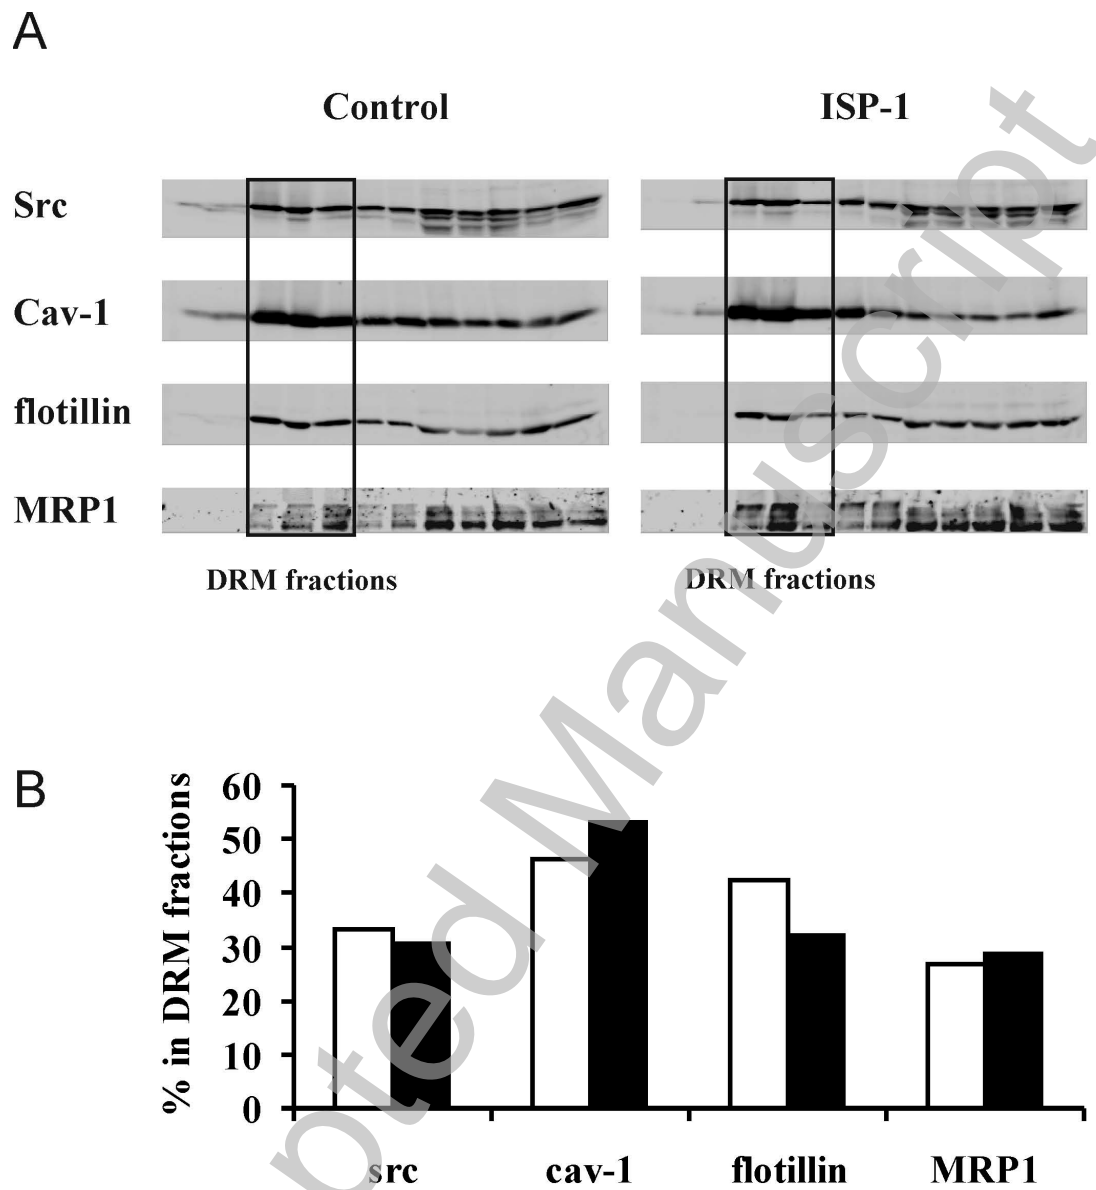 A
Control ISP-1
Src
Cav-1
flotillin
MRP1
DRM fractions DRM fractions
B
% in DRM fractions
60
50
40
30
20
10
0
src cav-1 flotillin MRP1
pted Manuscript